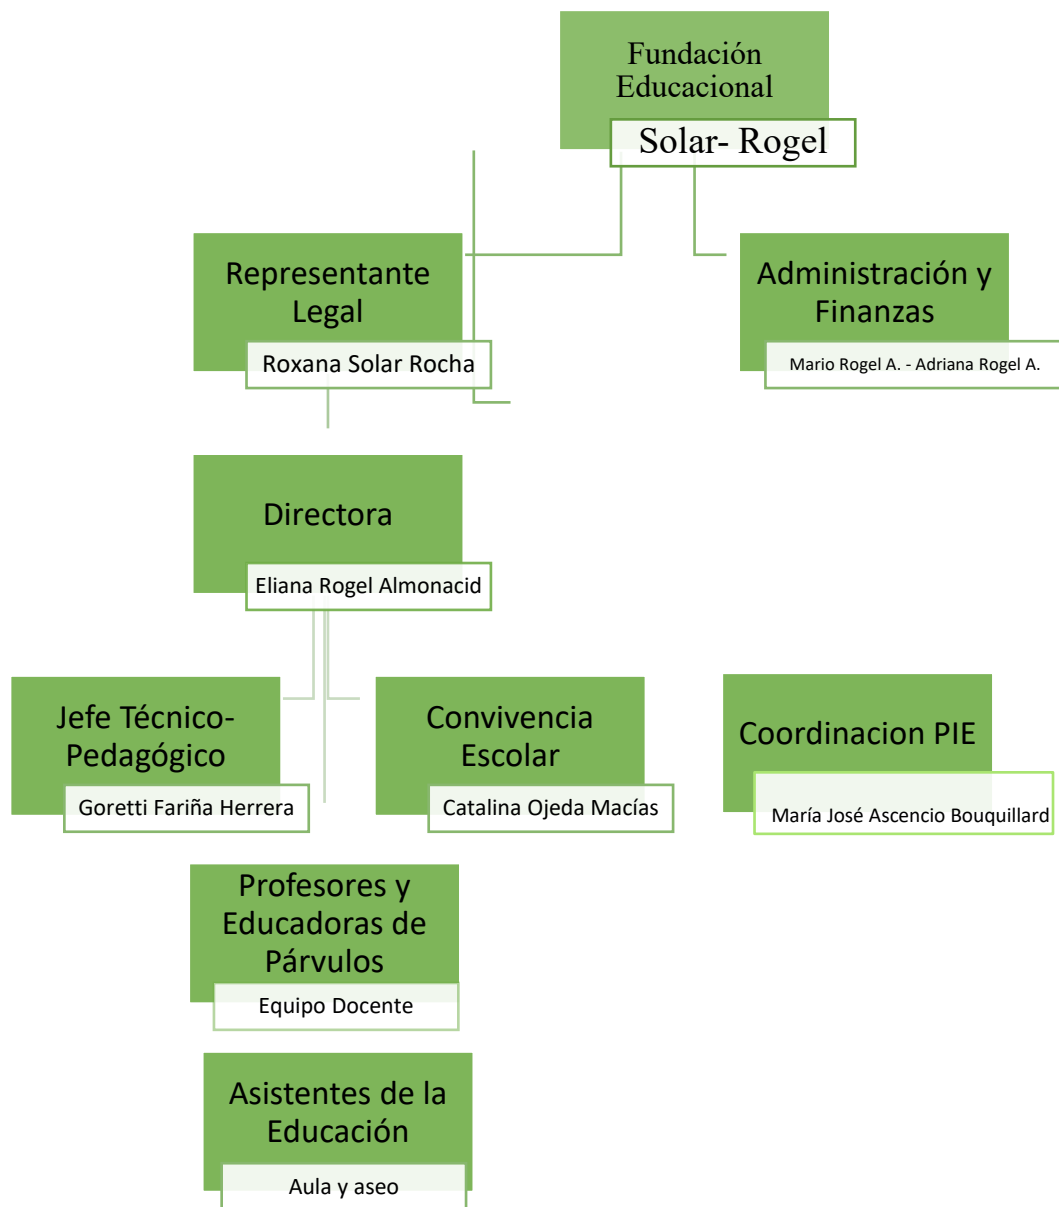 Fundación
Educacional
Solar- Rogel
Representante
Legal
Roxana Solar Rocha
Administración y
Finanzas
Mario Rogel A. - Adriana Rogel A.
Directora
Eliana Rogel Almonacid
Jefe Técnico-
Pedagógico
Goretti Fariña Herrera
Convivencia
Escolar
Catalina Ojeda Macías
Coordinacion PIE
María José Ascencio Bouquillard
Profesores y
Educadoras de
Párvulos
Equipo Docente
Asistentes de la
Educación
Aula y aseo